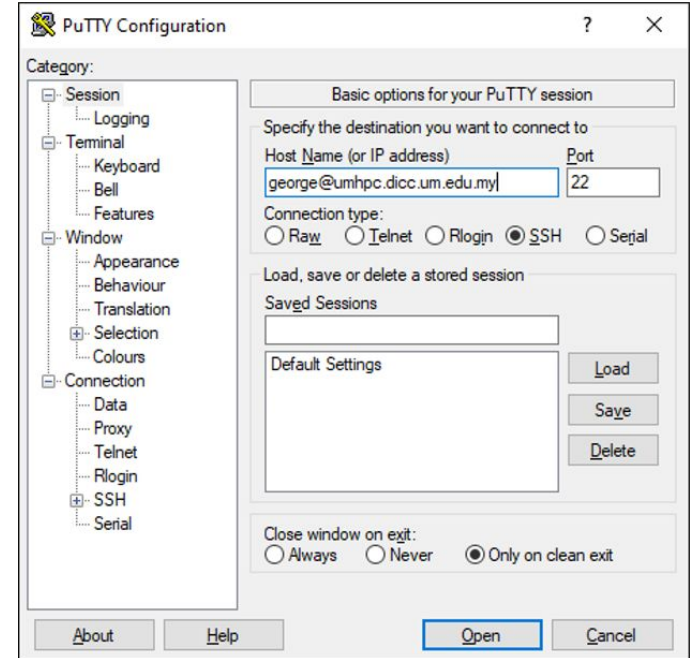 PuTTY Configuration ? ×
Category:
Session
Logging
Terminal
Keyboard
Bell
Features
Window
Appearance
Behaviour
Translation
Selection
Colours
Connection
Data
Proxy
Telnet
Rlogin
SSH
Serial
Basic options for your PuTTY session
Specify the destination you want to connect to
Host Name (or IP address) Port
george@umhpc.dicc.um.edu.my 22
Connection type:
Raw Telnet Rlogin SSH Serial
Load, save or delete a stored session
Saved Sessions
Default Settings
Load
Save
Delete
Close window on exit:
Always Never Only on clean exit
About Help Open Cancel